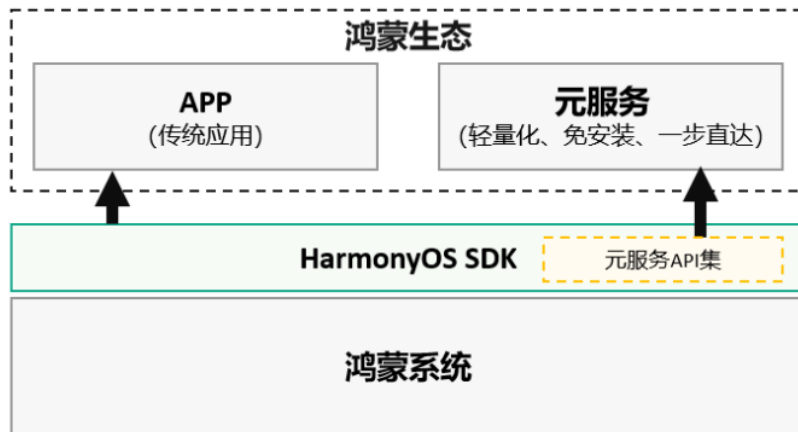 鸿蒙生态
APP
(传统应用)
元服务
(轻量化、免安装、一步直达)
HarmonyOS SDK
元服务API集
鸿蒙系统